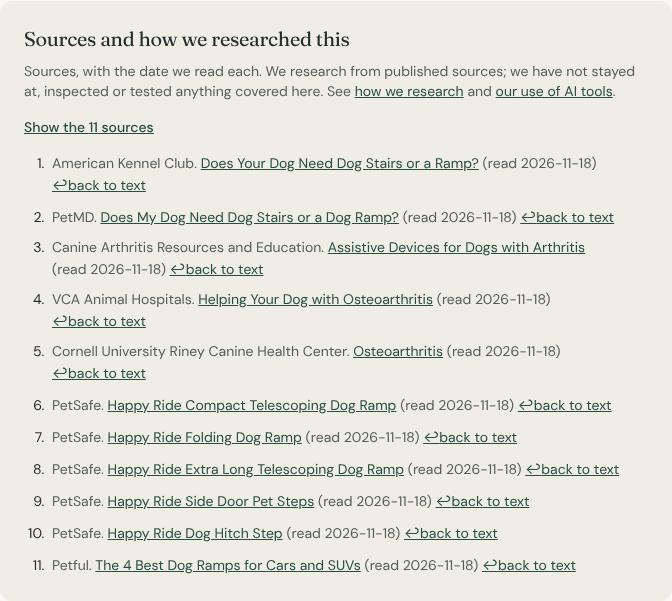 Sources and how we researched this
Sources, with the date we read each. We research from published sources; we have not stayed
at, inspected or tested anything covered here. See how we research and our use of AI tools.
Show the 11 sources
1. American Kennel Club. Does Your Dog Need Dog Stairs or a Ramp? (read 2026-11-18)
↩back to text
2. PetMD. Does My Dog Need Dog Stairs or a Dog Ramp? (read 2026-11-18) ↩back to text
3. Canine Arthritis Resources and Education. Assistive Devices for Dogs with Arthritis
(read 2026-11-18) ↩back to text
4. VCA Animal Hospitals. Helping Your Dog with Osteoarthritis (read 2026-11-18)
↩back to text
5. Cornell University Riney Canine Health Center. Osteoarthritis (read 2026-11-18)
↩back to text
6. PetSafe. Happy Ride Compact Telescoping Dog Ramp (read 2026-11-18) ↩back to text
7. PetSafe. Happy Ride Folding Dog Ramp (read 2026-11-18) ↩back to text
8. PetSafe. Happy Ride Extra Long Telescoping Dog Ramp (read 2026-11-18) ↩back to text
9. PetSafe. Happy Ride Side Door Pet Steps (read 2026-11-18) ↩back to text
10. PetSafe. Happy Ride Dog Hitch Step (read 2026-11-18) ↩back to text
11. Petful. The 4 Best Dog Ramps for Cars and SUVs (read 2026-11-18) ↩back to text